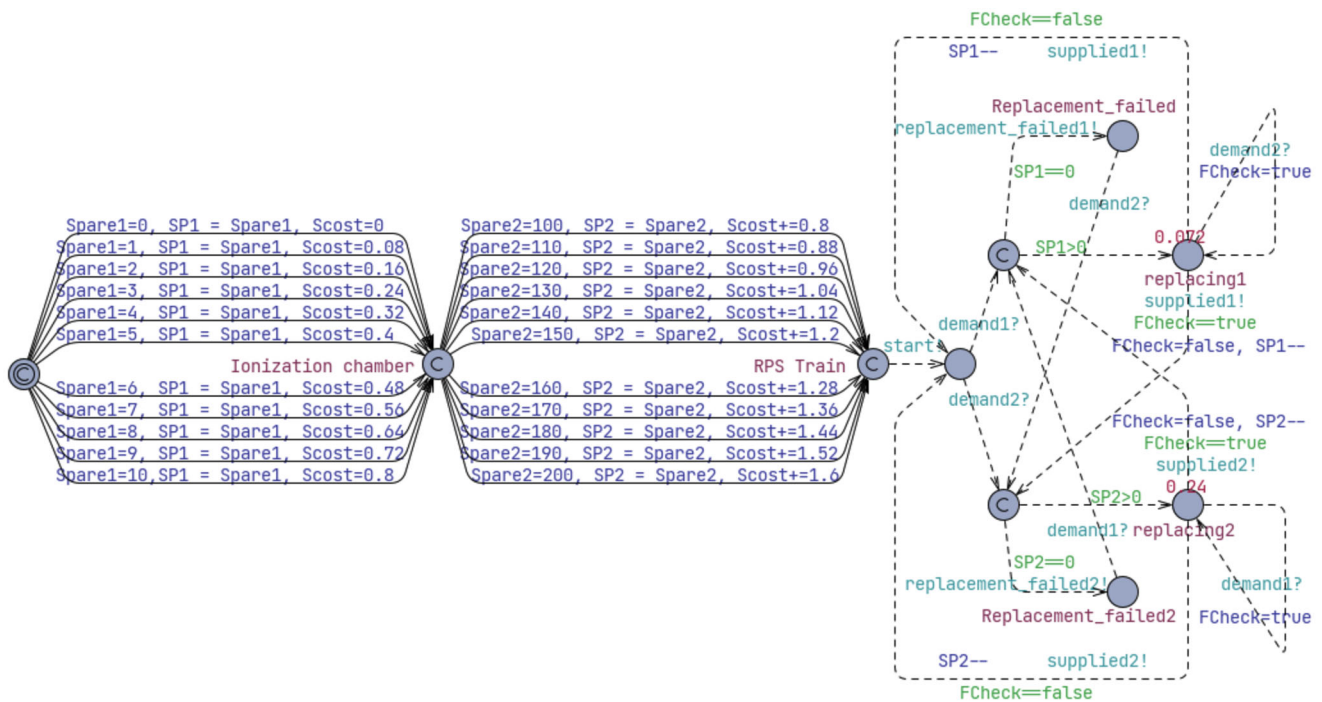 FCheck==false
SP1-- supplied1!
Replacement_failed
replacement_failed1!
demand2?
FCheck=true
SP1==0
demand2?
Spare1=0, SP1 = Spare1, Scost=0
Spare1=1, SP1 = Spare1, Scost=0.08
Spare1=2, SP1 = Spare1, Scost=0.16
Spare1=3, SP1 = Spare1, Scost=0.24
Spare1=4, SP1 = Spare1, Scost=0.32
Spare1=5, SP1 = Spare1, Scost=0.4
Ionization chamber
Spare1=6, SP1 = Spare1, Scost=0.48
Spare1=7, SP1 = Spare1, Scost=0.56
Spare1=8, SP1 = Spare1, Scost=0.64
Spare1=9, SP1 = Spare1, Scost=0.72
Spare1=10,SP1 = Spare1, Scost=0.8
Spare2=100, SP2 = Spare2, Scost+=0.8
Spare2=110, SP2 = Spare2, Scost+=0.88
Spare2=120, SP2 = Spare2, Scost+=0.96
Spare2=130, SP2 = Spare2, Scost+=1.04
Spare2=140, SP2 = Spare2, Scost+=1.12
Spare2=150, SP2 = Spare2, Scost+=1.2
RPS Train
Spare2=160, SP2 = Spare2, Scost+=1.28
Spare2=170, SP2 = Spare2, Scost+=1.36
Spare2=180, SP2 = Spare2, Scost+=1.44
Spare2=190, SP2 = Spare2, Scost+=1.52
Spare2=200, SP2 = Spare2, Scost+=1.6
C
C
C
C
SP1>0
0.072
replacing1
supplied1!
FCheck==true
FCheck=false, SP1--
demand1?
start!
demand2?
FCheck=false, SP2--
FCheck==true
supplied2!
0.24
C
SP2>0
demand1?
replacing2
SP2==0
replacement_failed2!
Replacement_failed2
demand1?
FCheck=true
SP2-- supplied2!
FCheck==false